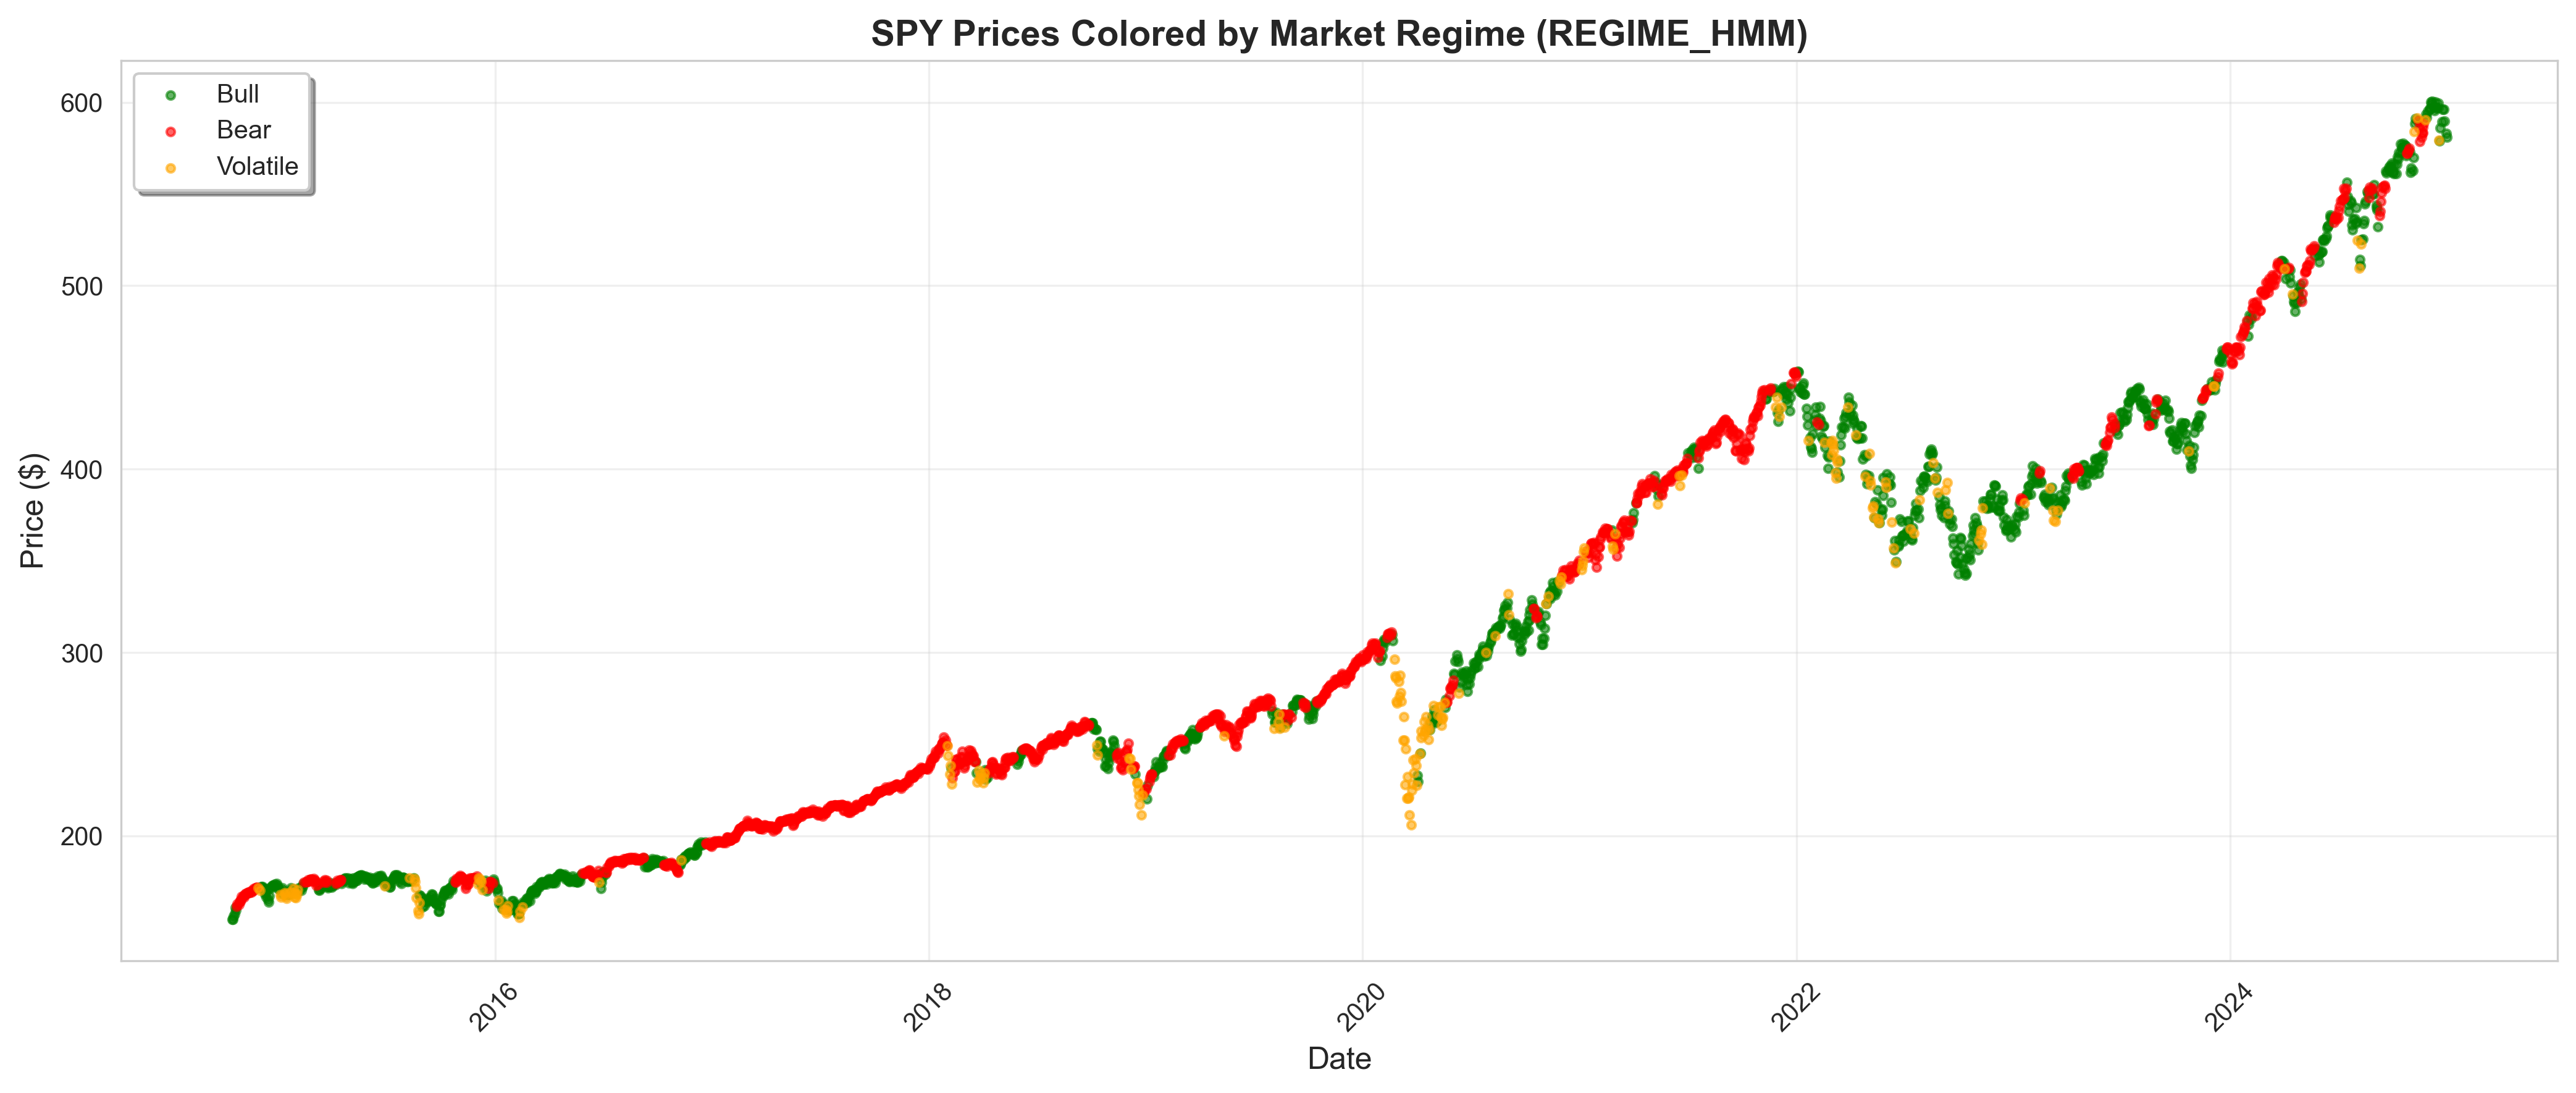 SPY Prices Colored by Market Regime (REGIME_HMM)
Bull
Bear
Volatile
600
500
400
300
200
Price ($)
2016
2018
2020
2022
2024
Date